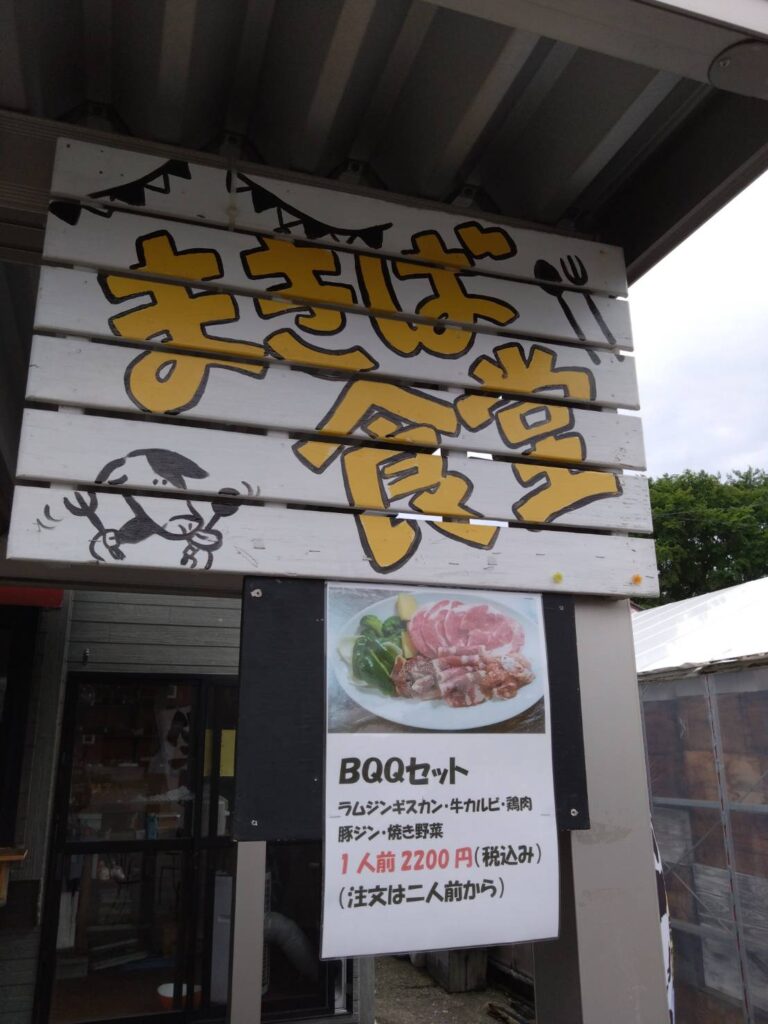 まきば
食堂
BQQセット
ラムジンギスカン・牛カルビ・鶏肉
豚ジン・焼き野菜
1人前2200円(税込み)
(注文は二人前から)